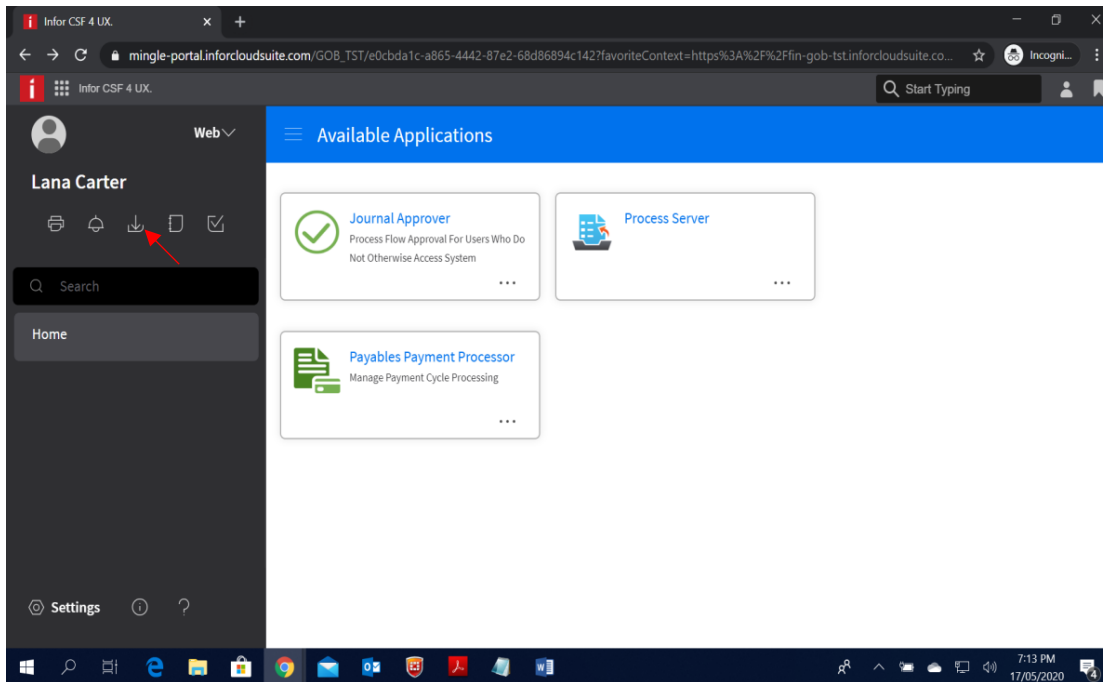 Infor CSF 4 UX.
mingle-portal.inforcloudsuite.com/GOB_TST/e0cbda1c-a865-4442-87e2-68d86894c142?favoriteContext=https%3A%2F%2Ffin-gob-tst.inforcloudsuite.co...
Incogni...
Infor CSF 4 UX.
Start Typing
Web
Available Applications
Lana Carter
Journal Approver
Process Flow Approval For Users Who Do
Not Otherwise Access System
...
Process Server
...
Search
Home
Payables Payment Processor
Manage Payment Cycle Processing
...
Settings
7:13 PM
17/05/2020
4